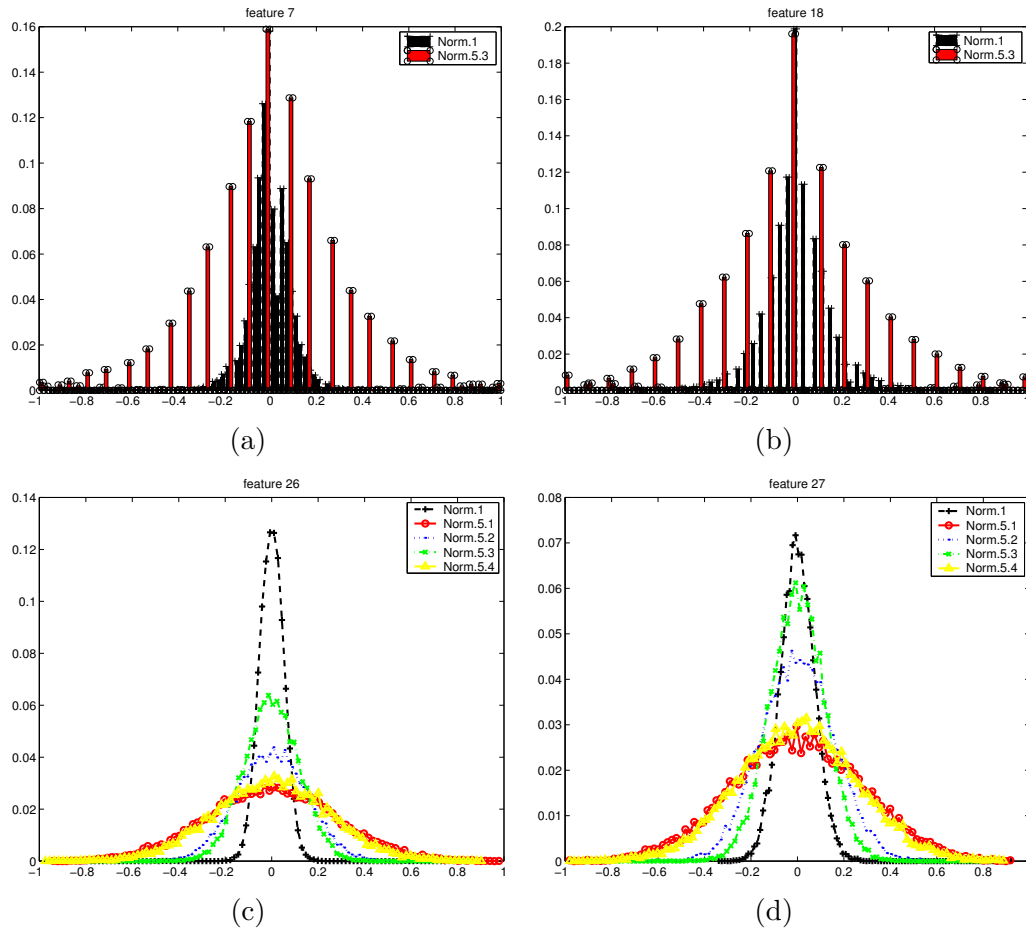 feature 7
0.16
0.14
0.12
0.1
0.08
0.06
0.04
0.02
0
−1 −0.8 −0.6 −0.4 −0.2 0 0.2 0.4 0.6 0.8 1
Norm.1
Norm.5.3
(a)
feature 18
0.2
0.18
0.16
0.14
0.12
0.1
0.08
0.06
0.04
0.02
0
−1 −0.8 −0.6 −0.4 −0.2 0 0.2 0.4 0.6 0.8 1
Norm.1
Norm.5.3
(b)
feature 26
0.14
0.12
0.1
0.08
0.06
0.04
0.02
0
−1 −0.8 −0.6 −0.4 −0.2 0 0.2 0.4 0.6 0.8 1
Norm.1
Norm.5.1
Norm.5.2
Norm.5.3
Norm.5.4
(c)
feature 27
0.08
0.07
0.06
0.05
0.04
0.03
0.02
0.01
0
−1 −0.8 −0.6 −0.4 −0.2 0 0.2 0.4 0.6 0.8
Norm.1
Norm.5.1
Norm.5.2
Norm.5.3
Norm.5.4
(d)